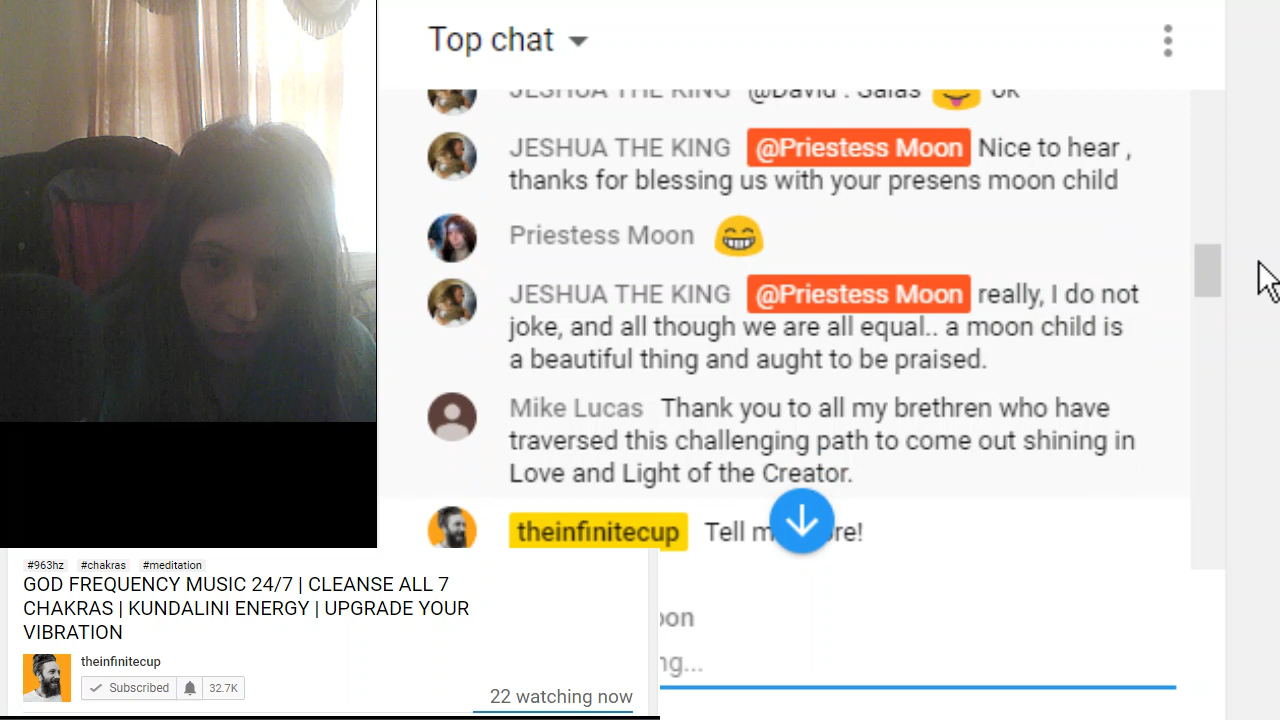 Top chat
JESHUA THE KING @David . Salas ok
JESHUA THE KING @Priestess Moon Nice to hear ,
thanks for blessing us with your presens moon child
Priestess Moon
JESHUA THE KING @Priestess Moon really, I do not
joke, and all though we are all equal.. a moon child is
a beautiful thing and aught to be praised.
Mike Lucas Thank you to all my brethren who have
traversed this challenging path to come out shining in
Love and Light of the Creator.
theinfinitecup Tell m re!
oon
ng...
#963hz #chakras #meditation
GOD FREQUENCY MUSIC 24/7 | CLEANSE ALL 7
CHAKRAS | KUNDALINI ENERGY | UPGRADE YOUR
VIBRATION
theinfinitecup
Subscribed 32.7K
22 watching now